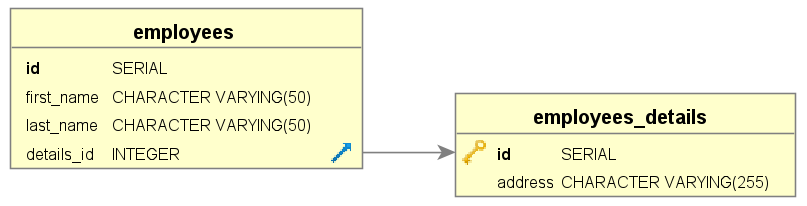 employees
id SERIAL
first_name CHARACTER VARYING(50)
last_name CHARACTER VARYING(50)
details_id INTEGER
employees_details
id SERIAL
address CHARACTER VARYING(255)